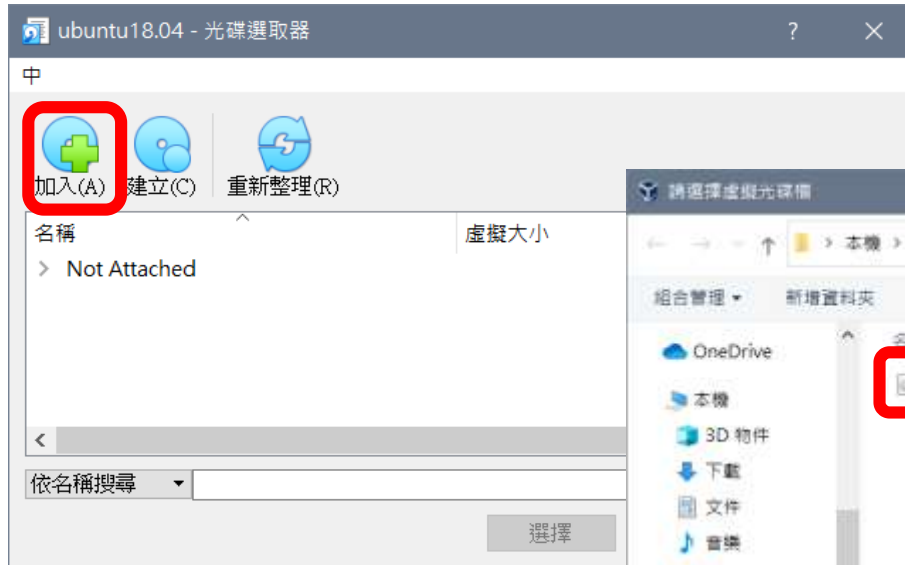 ubuntu18.04 - 光碟選取器
中
加入(A) 建立(C) 重新整理(R)
名稱 虛擬大小
Not Attached
依名稱搜尋
選擇
請選擇虛擬光碟檔
本機
組合管理 新增資料夾
OneDrive
本機
3D 物件
下載
文件
音樂